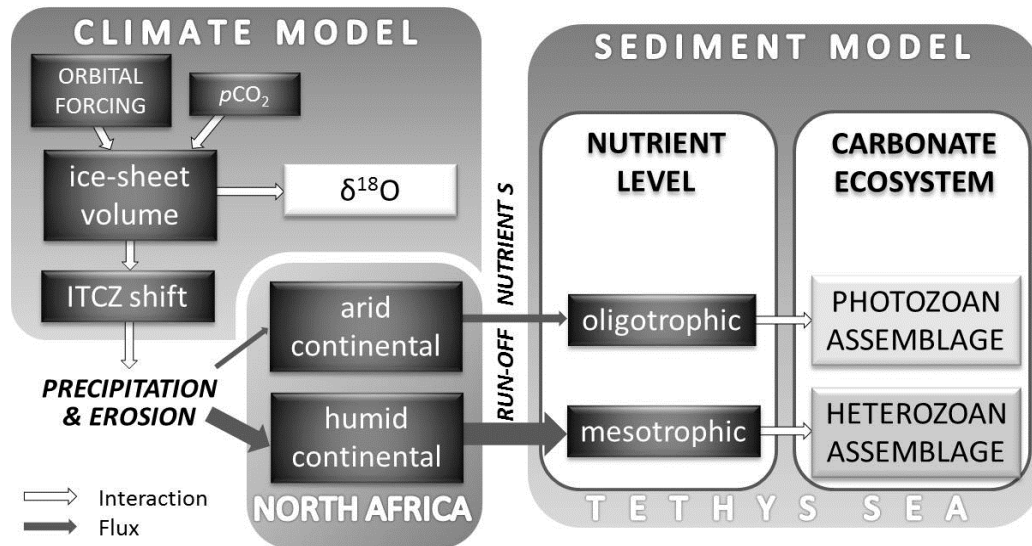 CLIMATE MODEL
ORBITAL
FORCING
pCO₂
ice-sheet
volume
δ¹⁸O
ITCZ shift
PRECIPITATION
& EROSION
arid
continental
humid
continental
NORTH AFRICA
Interaction
Flux
RUN-OFF NUTRIENT S
SEDIMENT MODEL
NUTRIENT
LEVEL
oligotrophic
mesotrophic
CARBONATE
ECOSYSTEM
PHOTOZOAN
ASSEMBLAGE
HETEROZOAN
ASSEMBLAGE
TETHYS SEA